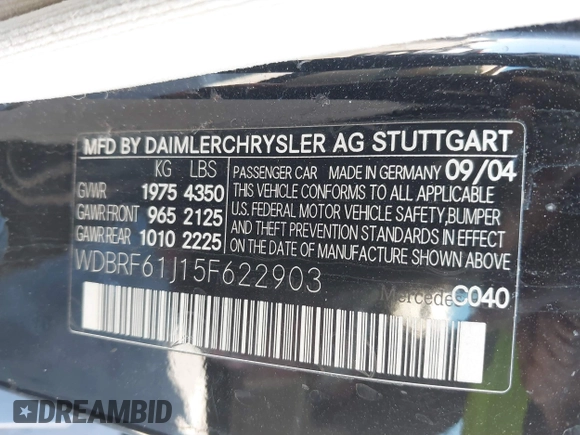 MFD BY DAIMLERCHRYSLER AG STUTTGART
KG LBS
GVWR 1975 4350
GAWR FRONT 965 2125
GAWR REAR 1010 2225
PASSENGER CAR MADE IN GERMANY 09/04
THIS VEHICLE CONFORMS TO ALL APPLICABLE
U.S. FEDERAL MOTOR VEHICLE SAFETY,BUMPER
AND THEFT PREVENTION STANDARDS IN EFFECT
ON THE DATE OF MANUFACTURE SHOWN ABOVE
WDBRF61J15F622903
Mercede C040
DREAMBID